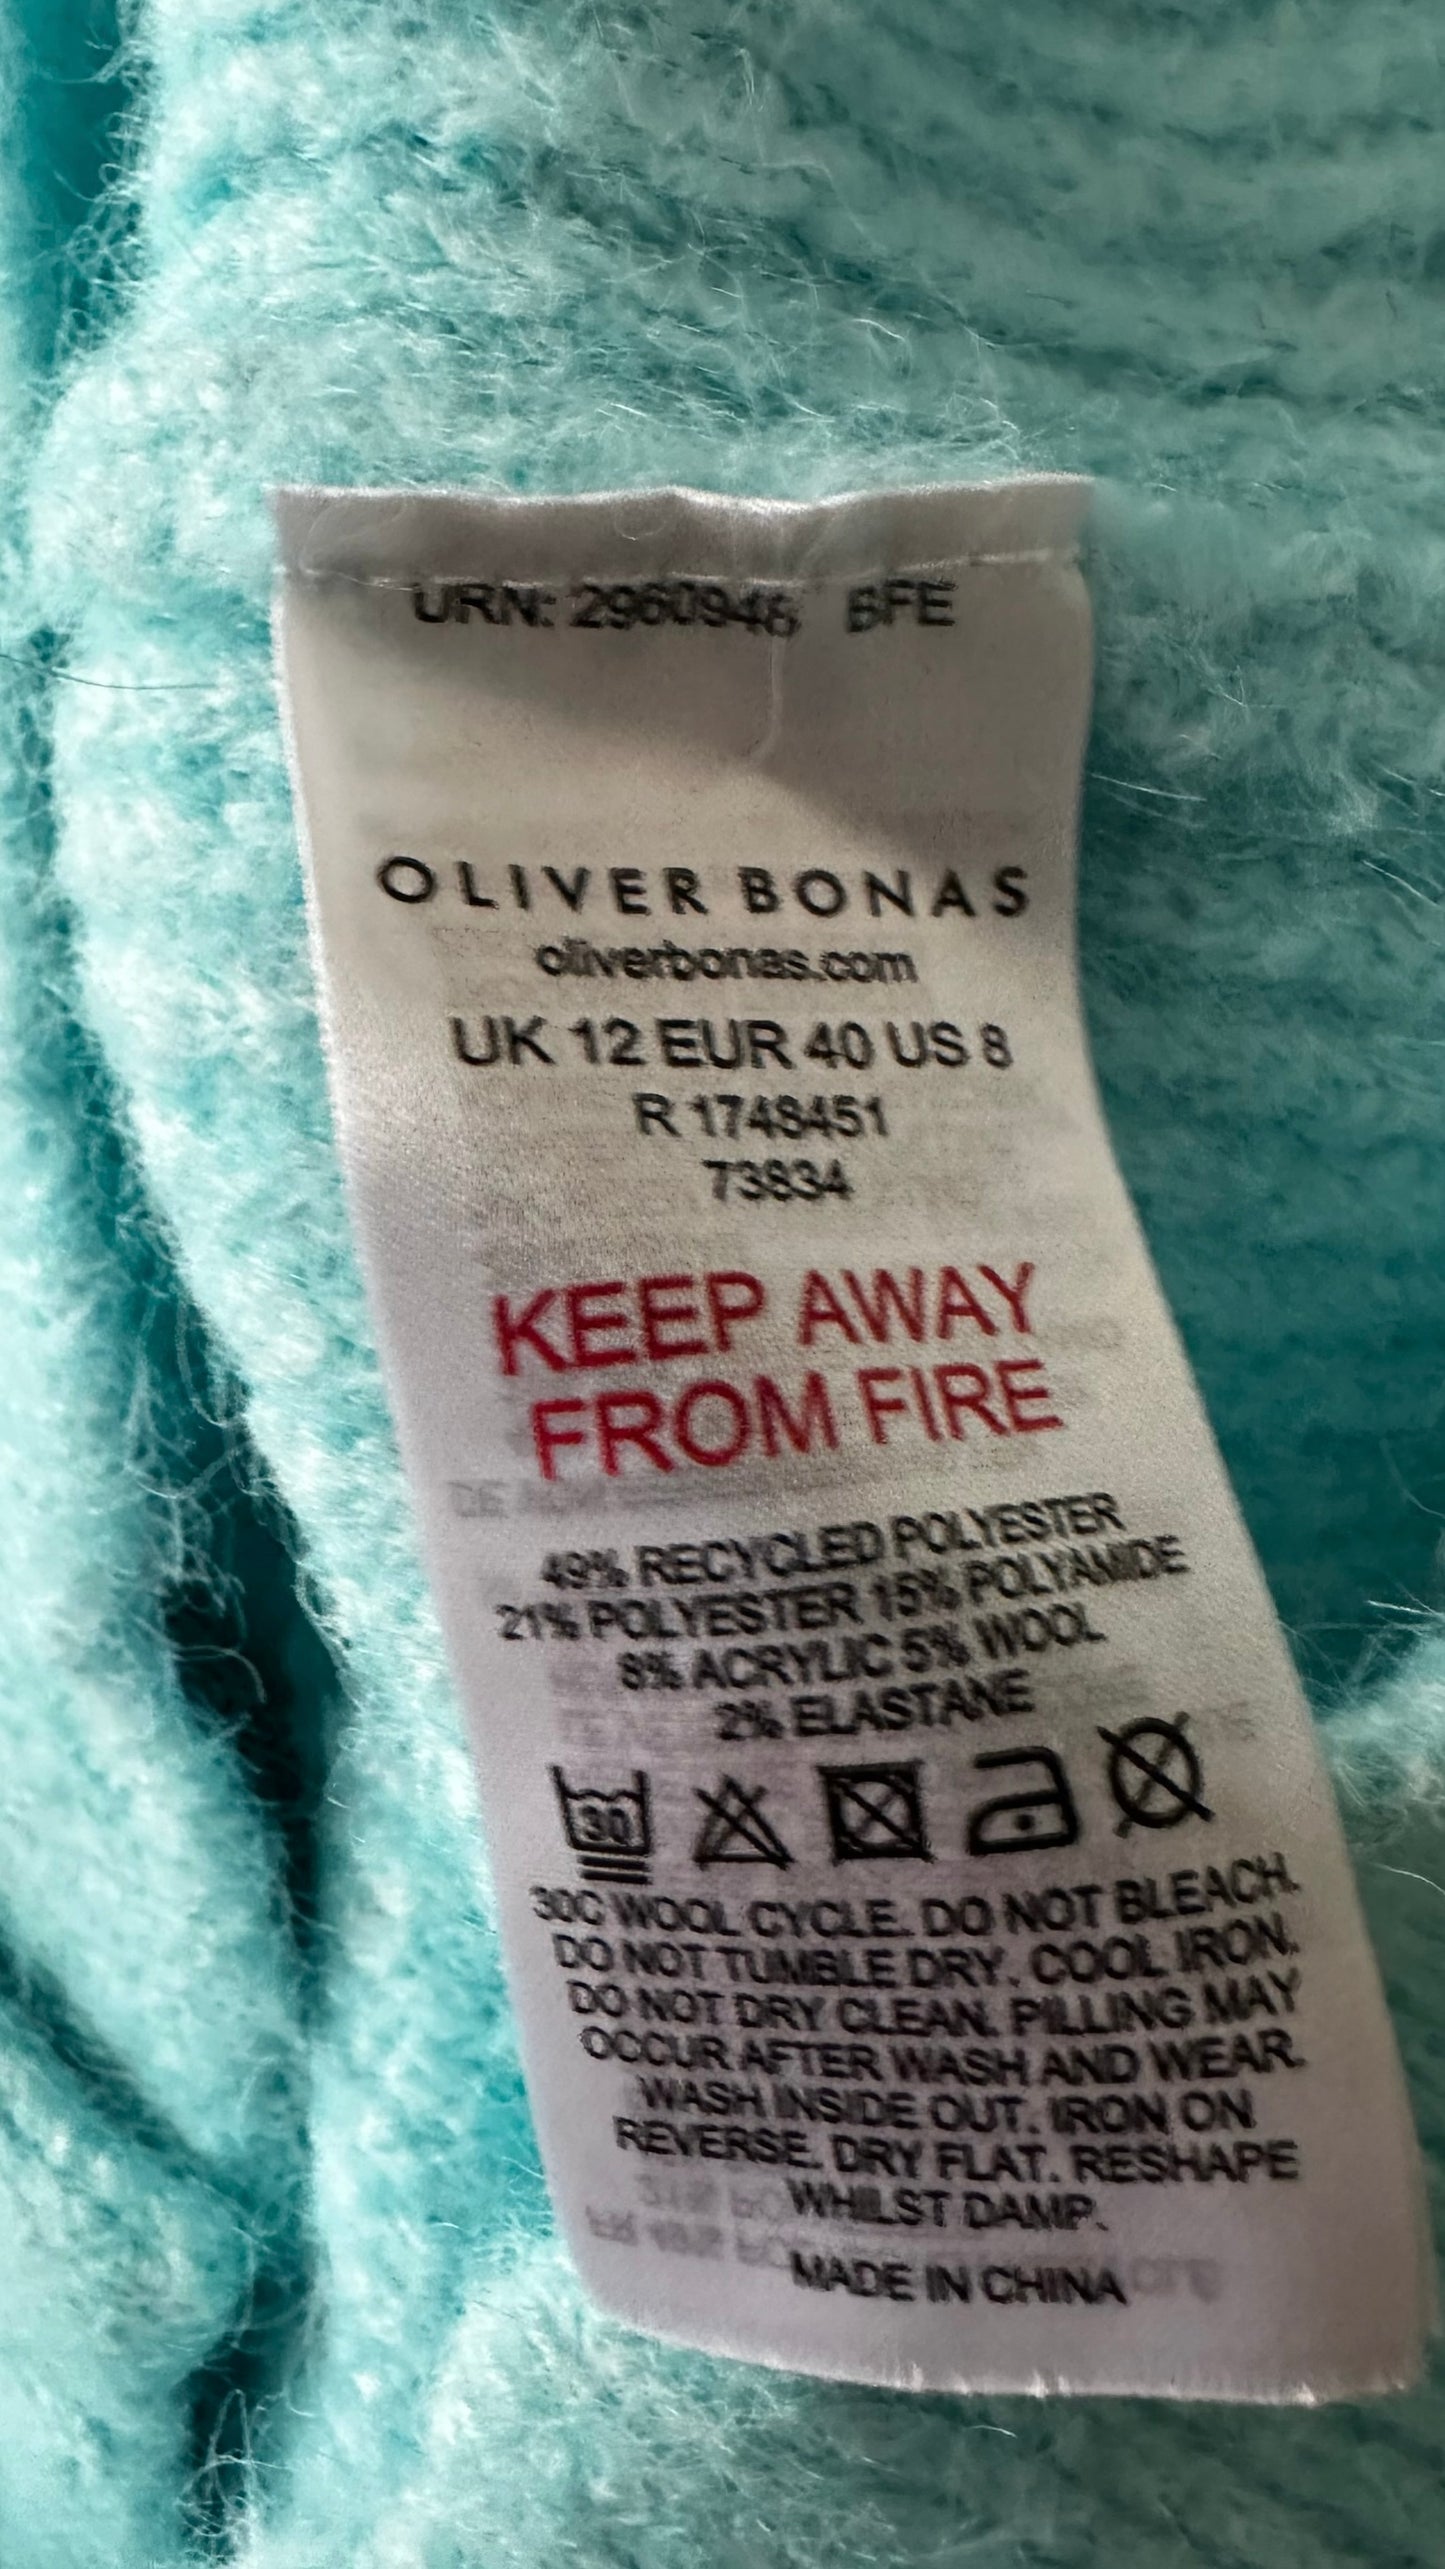 URN: 2960946 BFE
OLIVER BONAS
oliverbonas.com
UK 12 EUR 40 US 8
R 1748451
73834
KEEP AWAY
FROM FIRE
49% RECYCLED POLYESTER
21% POLYESTER 15% POLYAMIDE
8% ACRYLIC 5% WOOL
2% ELASTANE
30
30C WOOL CYCLE. DO NOT BLEACH.
DO NOT TUMBLE DRY. COOL IRON.
DO NOT DRY CLEAN. PILLING MAY
OCCUR AFTER WASH AND WEAR.
WASH INSIDE OUT. IRON ON
REVERSE. DRY FLAT. RESHAPE
WHILST DAMP.
MADE IN CHINA